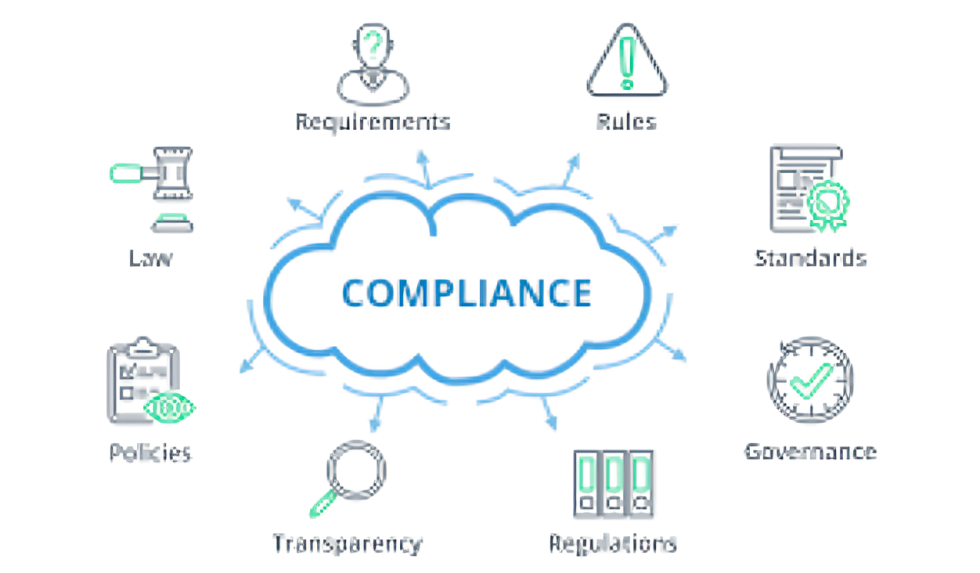 Requirements
Rules
Law
Standards
COMPLIANCE
Policies
Governance
Transparency
Regulations